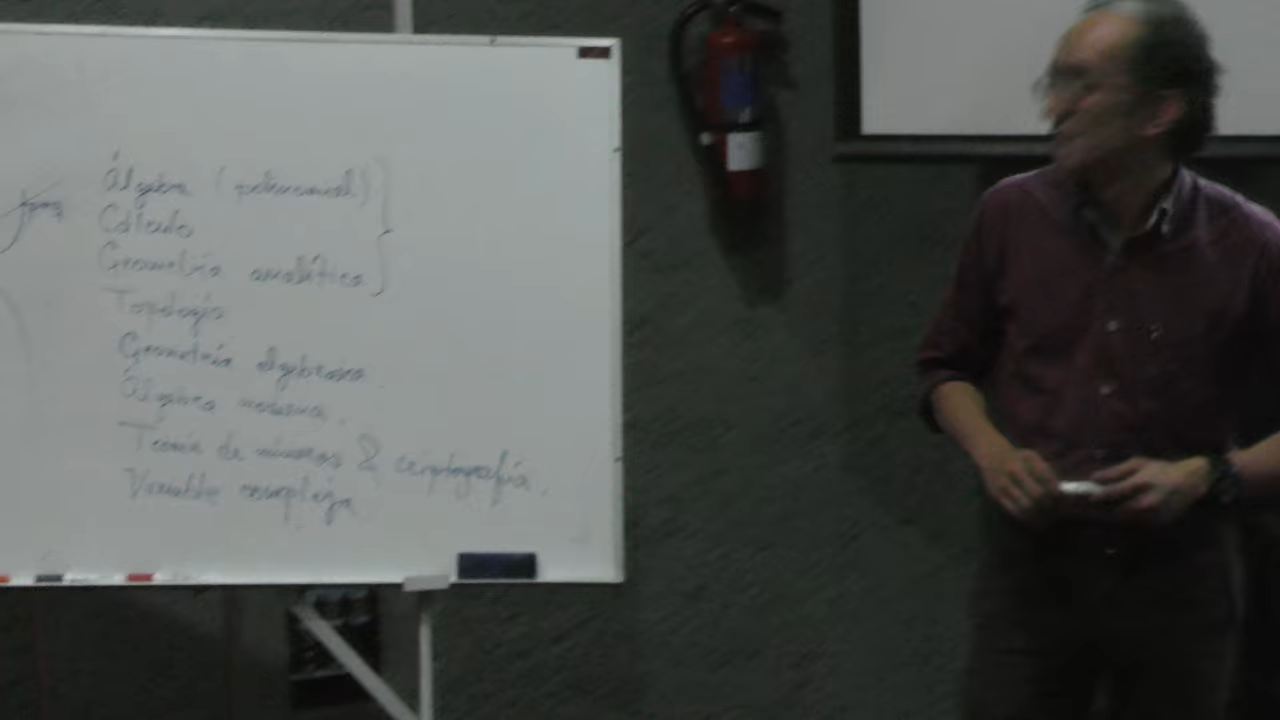 Álgebra (polinomial)
Cálculo
Geometría analítica
Topología
Geometría algebraica.
Álgebra moderna.
Teoría de números & criptografía.
Variable compleja